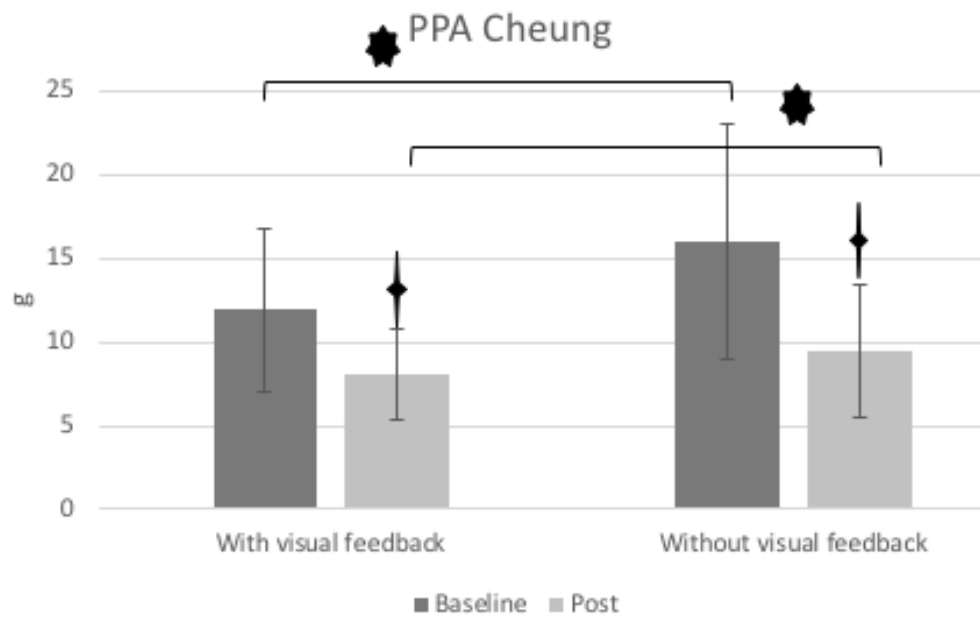 PPA Cheung
25
20
15
10
5
0
g
With visual feedback
Without visual feedback
Baseline
Post